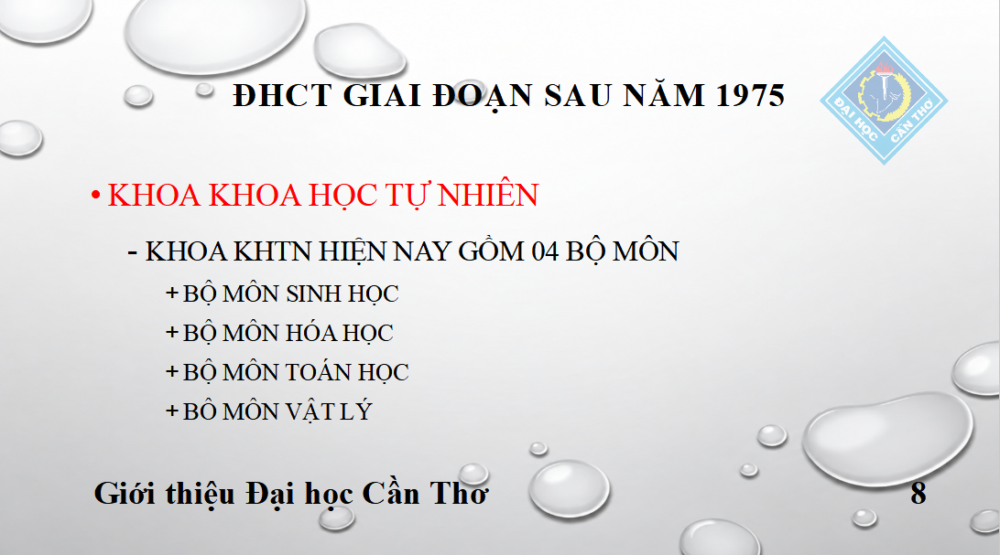 ĐHCT GIAI ĐOẠN SAU NĂM 1975
ĐẠI HỌC CẦN THƠ
• KHOA KHOA HỌC TỰ NHIÊN
- KHOA KHTN HIỆN NAY GỒM 04 BỘ MÔN
+ BỘ MÔN SINH HỌC
+ BỘ MÔN HÓA HỌC
+ BỘ MÔN TOÁN HỌC
+ BÔ MÔN VẬT LÝ
Giới thiệu Đại học Cần Thơ
8